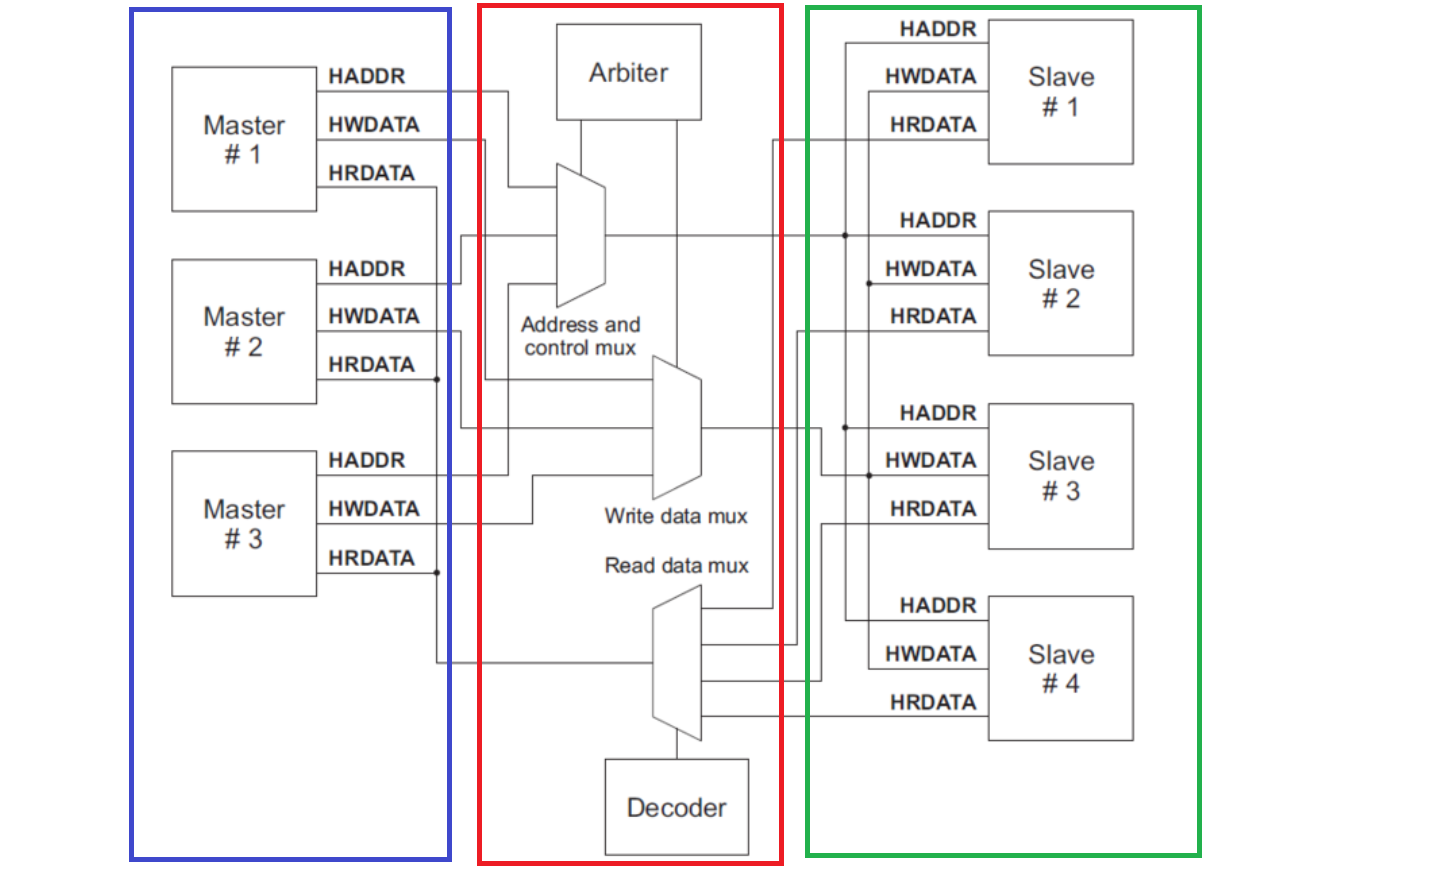 HADDR
HWDATA
HRDATA
Master
# 1
HADDR
HWDATA
HRDATA
Master
# 2
HADDR
HWDATA
HRDATA
Master
# 3
Arbiter
Address and
control mux
Write data mux
Read data mux
Decoder
HADDR
HWDATA
HRDATA
Slave
# 1
HADDR
HWDATA
HRDATA
Slave
# 2
HADDR
HWDATA
HRDATA
Slave
# 3
HADDR
HWDATA
HRDATA
Slave
# 4